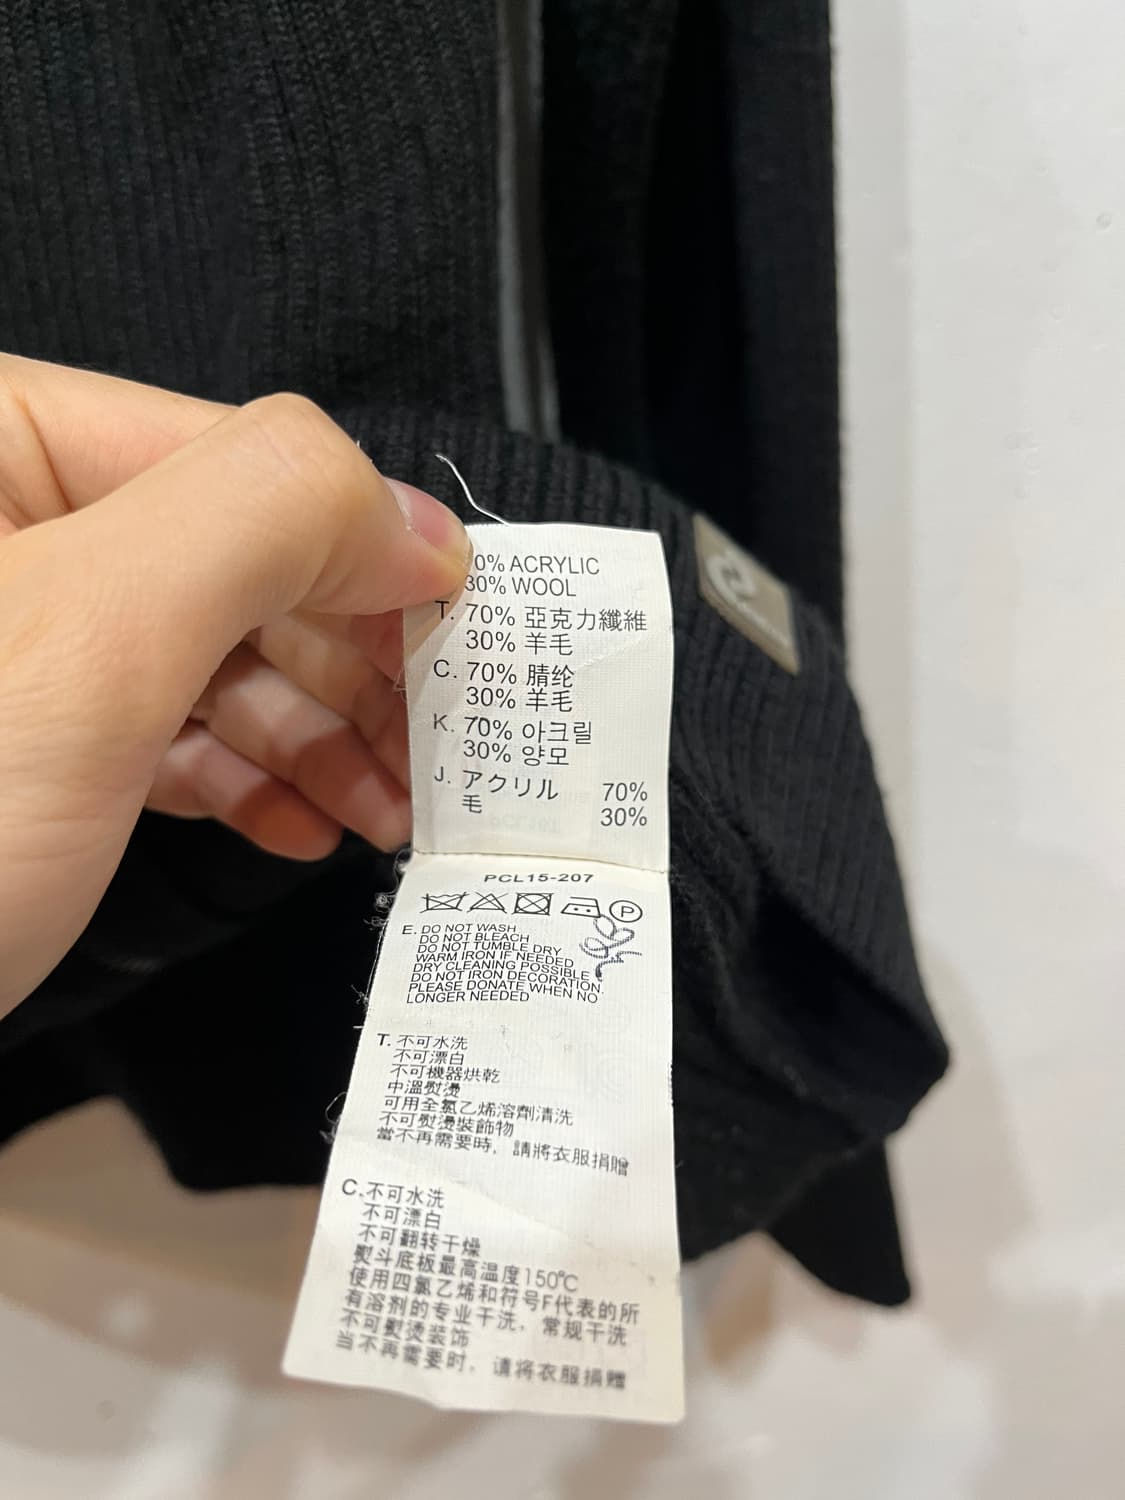 0% ACRYLIC
30% WOOL
T. 70% 亞克力纖維
30% 羊毛
C. 70% 腈纶
30% 羊毛
K. 70% 아크릴
30% 양모
J. アクリル 70%
毛 30%
PCL15-207
P
E. DO NOT WASH
DO NOT BLEACH
DO NOT TUMBLE DRY
WARM IRON IF NEEDED
DRY CLEANING POSSIBLE
DO NOT IRON DECORATION.
PLEASE DONATE WHEN NO
LONGER NEEDED
T. 不可水洗
不可漂白
不可機器烘乾
中溫熨燙
可用全氯乙烯溶劑清洗
不可熨燙裝飾物
當不再需要時，請將衣服捐贈
C.不可水洗
不可漂白
不可翻转干燥
熨斗底板最高温度150℃
使用四氯乙烯和符号F代表的所
有溶剂的专业干洗，常规干洗
不可熨烫装饰
当不再需要时，请将衣服捐赠